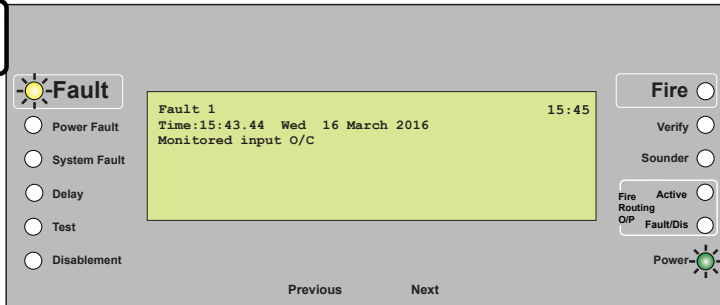 Fault
Power Fault
System Fault
Delay
Test
Disablement
Fault 1 15:45
Time:15:43.44 Wed 16 March 2016
Monitored input O/C
Previous Next
Fire
Verify
Sounder
Fire Routing O/P
Active
Fault/Dis
Power